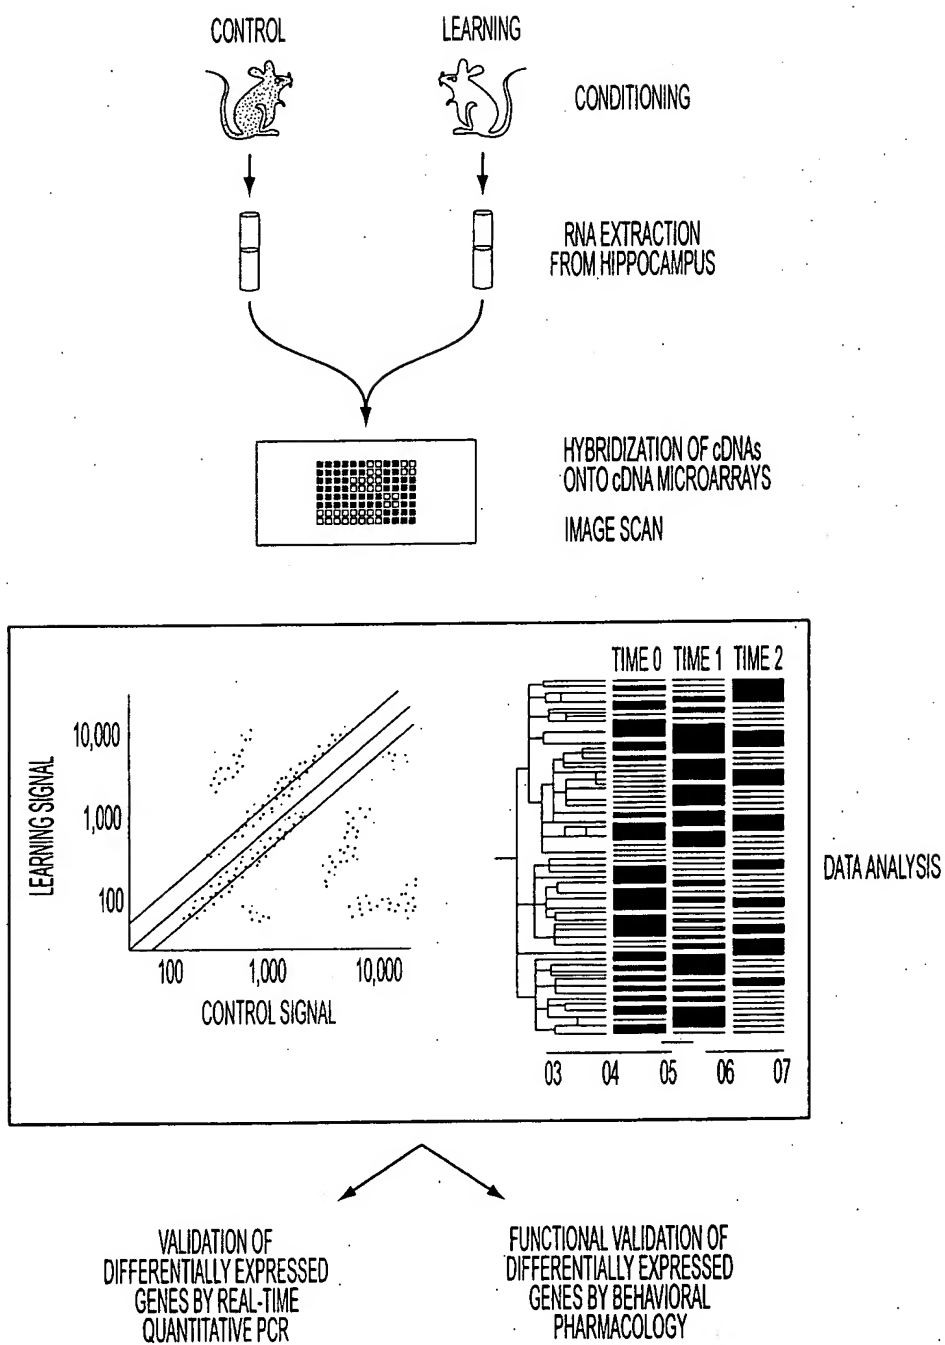 CONTROL
LEARNING
CONDITIONING
RNA EXTRACTION
FROM HIPPOCAMPUS
HYBRIDIZATION OF cDNAs
ONTO cDNA MICROARRAYS
IMAGE SCAN
TIME 0 TIME 1 TIME 2
LEARNING SIGNAL
10,000
1,000
100
100 1,000 10,000
CONTROL SIGNAL
03 04 05 06 07
DATA ANALYSIS
VALIDATION OF
DIFFERENTIALLY EXPRESSED
GENES BY REAL-TIME
QUANTITATIVE PCR
FUNCTIONAL VALIDATION OF
DIFFERENTIALLY EXPRESSED
GENES BY BEHAVIORAL
PHARMACOLOGY